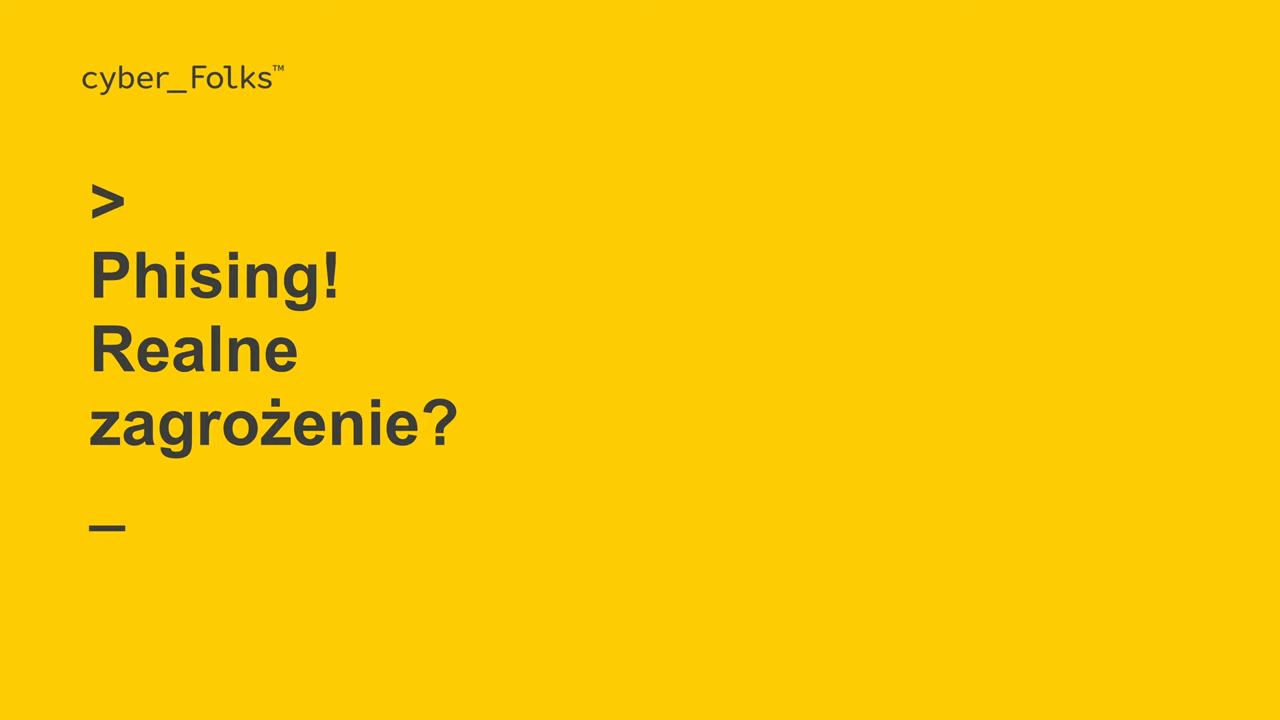 cyber_Folks™
>
Phising!
Realne
zagrożenie?
_